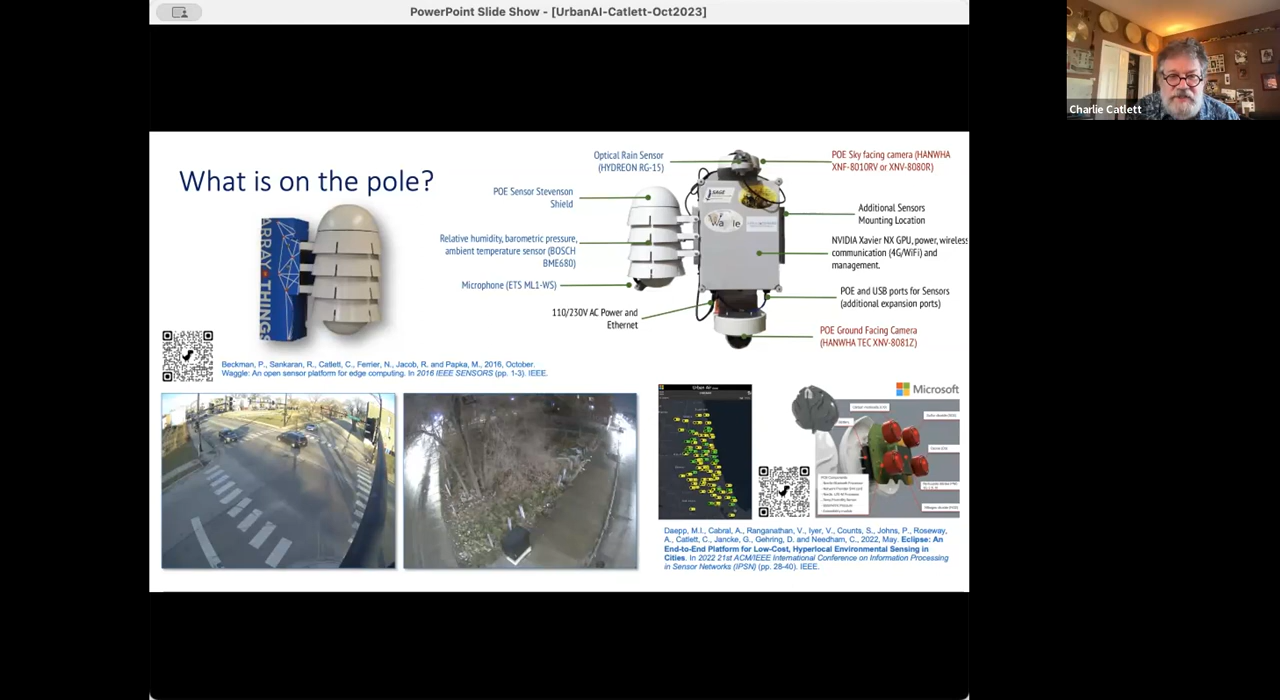 PowerPoint Slide Show - [UrbanAI-Catlett-Oct2023]
Charlie Catlett
What is on the pole?
ARRAY • THINGS
Optical Rain Sensor
(HYDREON RG-15)
POE Sensor Stevenson
Shield
Relative humidity, barometric pressure,
ambient temperature sensor (BOSCH
BME680)
Microphone (ETS ML1-WS)
110/230V AC Power and
Ethernet
POE Sky facing camera (HANWHA
XNF-8010RV or XNV-8080R)
Additional Sensors
Mounting Location
NVIDIA Xavier NX GPU, power, wireless
communication (4G/WiFi) and
management.
POE and USB ports for Sensors
(additional expansion ports)
POE Ground Facing Camera
(HANWHA TEC XNV-8081Z)
SAGE
Waggle
Beckman, P., Sankaran, R., Catlett, C., Ferrier, N., Jacob, R. and Papka, M., 2016, October.
Waggle: An open sensor platform for edge computing. In 2016 IEEE SENSORS (pp. 1-3). IEEE.
Urban Air
Microsoft
Daepp, M.I., Cabral, A., Ranganathan, V., Iyer, V., Counts, S., Johns, P., Roseway,
A., Catlett, C., Jancke, G., Gehring, D. and Needham, C., 2022, May. Eclipse: An
End-to-End Platform for Low-Cost, Hyperlocal Environmental Sensing in
Cities. In 2022 21st ACM/IEEE International Conference on Information Processing
in Sensor Networks (IPSN) (pp. 28-40). IEEE.